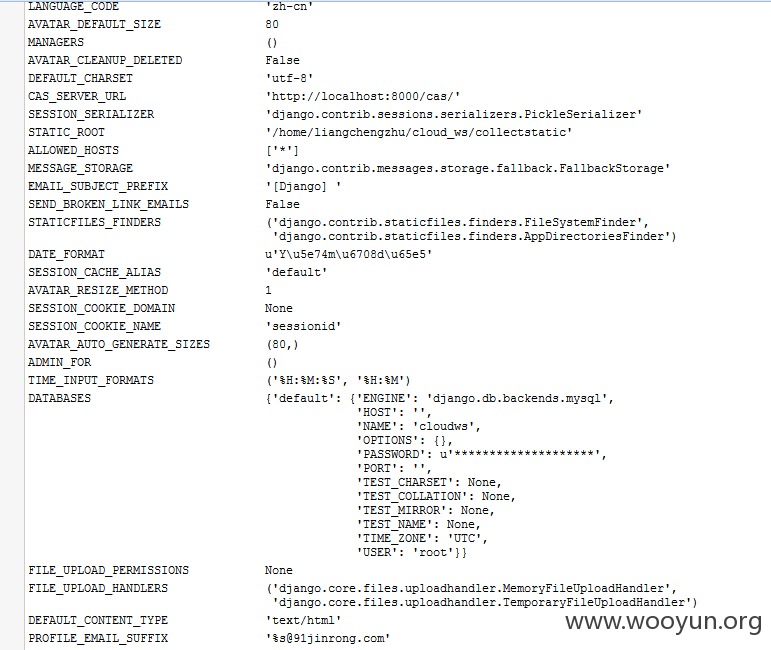 LANGUAGE_CODE 'zh-cn'
AVATAR_DEFAULT_SIZE 80
MANAGERS ()
AVATAR_CLEANUP_DELETED False
DEFAULT_CHARSET 'utf-8'
CAS_SERVER_URL 'http://localhost:8000/cas/'
SESSION_SERIALIZER 'django.contrib.sessions.serializers.PickleSerializer'
STATIC_ROOT '/home/liangchengzhu/cloud_ws/collectstatic'
ALLOWED_HOSTS ['*']
MESSAGE_STORAGE 'django.contrib.messages.storage.fallback.FallbackStorage'
EMAIL_SUBJECT_PREFIX '[Django] '
SEND_BROKEN_LINK_EMAILS False
STATICFILES_FINDERS ('django.contrib.staticfiles.finders.FileSystemFinder',
'django.contrib.staticfiles.finders.AppDirectoriesFinder')
DATE_FORMAT u'Y\u5e74m\u6708d\u65e5'
SESSION_CACHE_ALIAS 'default'
AVATAR_RESIZE_METHOD 1
SESSION_COOKIE_DOMAIN None
SESSION_COOKIE_NAME 'sessionid'
AVATAR_AUTO_GENERATE_SIZES (80,)
ADMIN_FOR ()
TIME_INPUT_FORMATS ('%H:%M:%S', '%H:%M')
DATABASES {'default': {'ENGINE': 'django.db.backends.mysql',
'HOST': '',
'NAME': 'cloudws',
'OPTIONS': {},
'PASSWORD': u'********************',
'PORT': '',
'TEST_CHARSET': None,
'TEST_COLLATION': None,
'TEST_MIRROR': None,
'TEST_NAME': None,
'TIME_ZONE': 'UTC',
'USER': 'root'}}
FILE_UPLOAD_PERMISSIONS None
FILE_UPLOAD_HANDLERS ('django.core.files.uploadhandler.MemoryFileUploadHandler',
'django.core.files.uploadhandler.TemporaryFileUploadHandler')
DEFAULT_CONTENT_TYPE 'text/html'
PROFILE_EMAIL_SUFFIX '%s@91jinrong.com'
www.wooyun.org